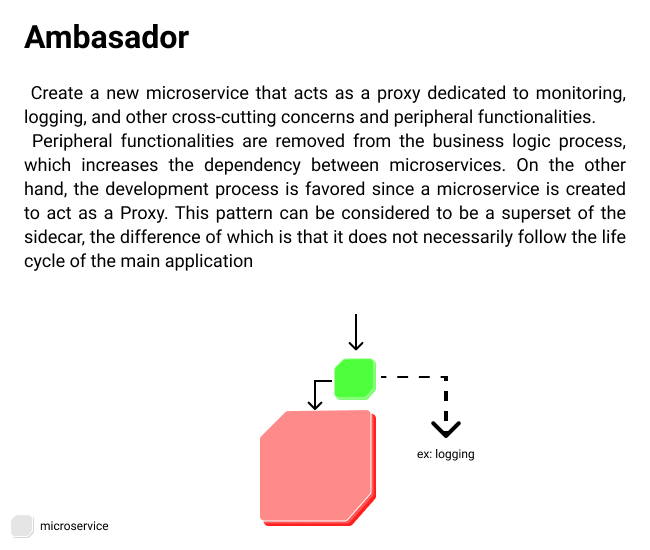 Ambasador
Create a new microservice that acts as a proxy dedicated to monitoring,
logging, and other cross-cutting concerns and peripheral functionalities.
Peripheral functionalities are removed from the business logic process,
which increases the dependency between microservices. On the other
hand, the development process is favored since a microservice is created
to act as a Proxy. This pattern can be considered to be a superset of the
sidecar, the difference of which is that it does not necessarily follow the life
cycle of the main application
ex: logging
microservice